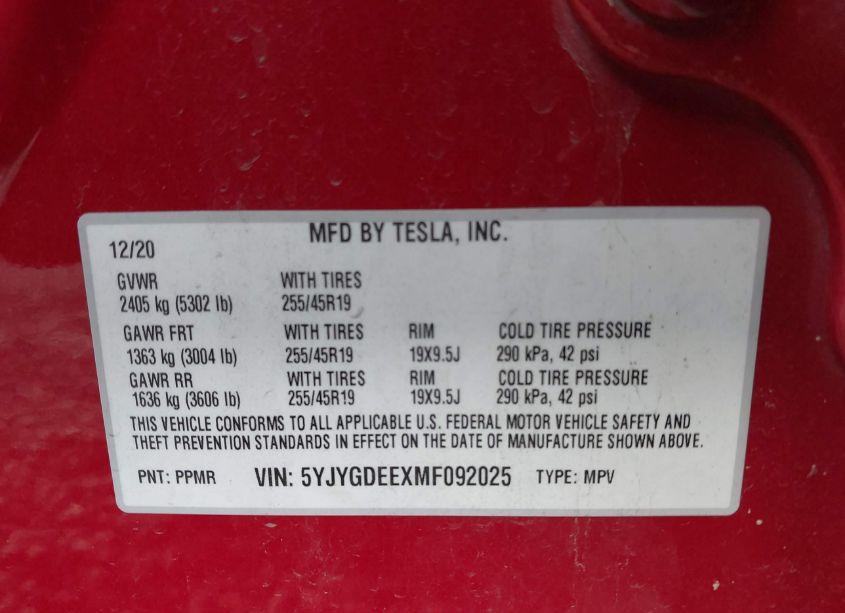 MFD BY TESLA, INC.
12/20
GVWR WITH TIRES
2405 kg (5302 lb) 255/45R19
GAWR FRT WITH TIRES RIM COLD TIRE PRESSURE
1363 kg (3004 lb) 255/45R19 19X9.5J 290 kPa, 42 psi
GAWR RR WITH TIRES RIM COLD TIRE PRESSURE
1636 kg (3606 lb) 255/45R19 19X9.5J 290 kPa, 42 psi
THIS VEHICLE CONFORMS TO ALL APPLICABLE U.S. FEDERAL MOTOR VEHICLE SAFETY AND
THEFT PREVENTION STANDARDS IN EFFECT ON THE DATE OF MANUFACTURE SHOWN ABOVE.
PNT: PPMR VIN: 5YJYGDEEXMF092025 TYPE: MPV